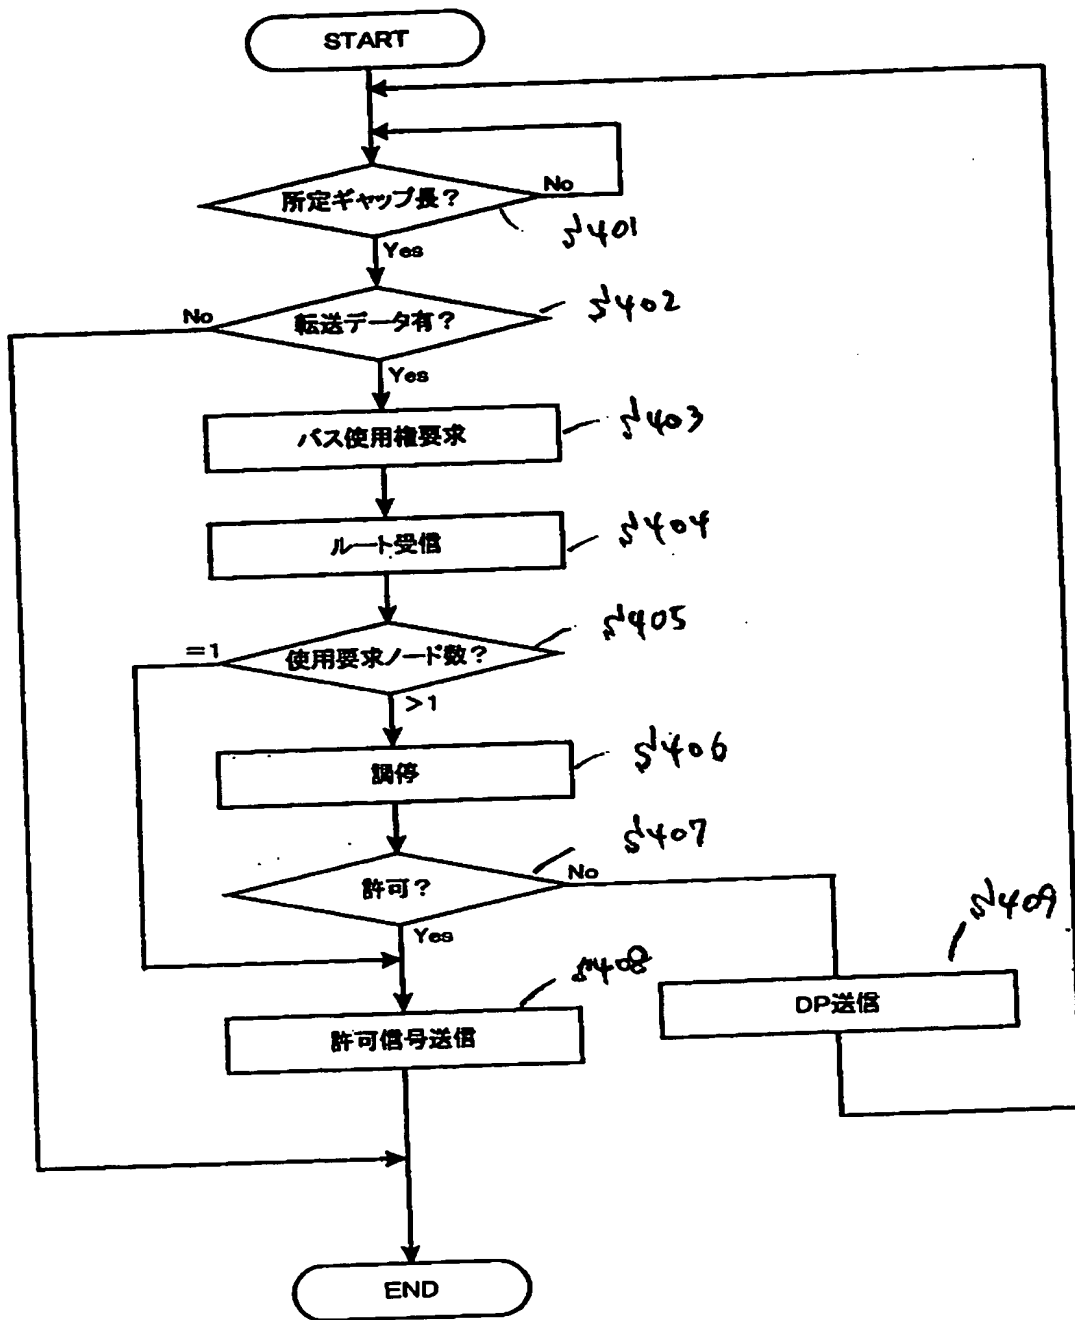 START
所定ギャップ長?
No
S401
Yes
転送データ有?
No
S402
Yes
バス使用権要求
S403
ルート受信
S404
使用要求ノード数?
=1
S405
>1
調停
S406
許可?
No
S407
Yes
S409
DP送信
S408
許可信号送信
END